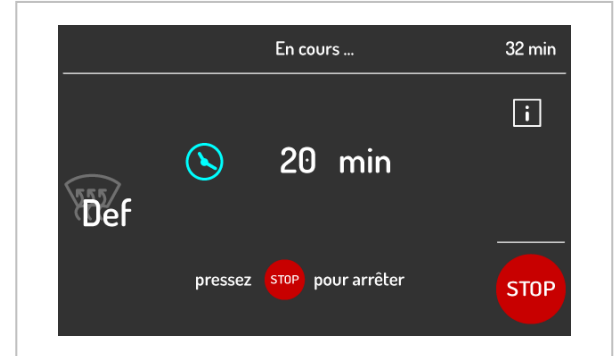 En cours ... 32 min
i
20 min
Def
pressez STOP pour arrêter
STOP